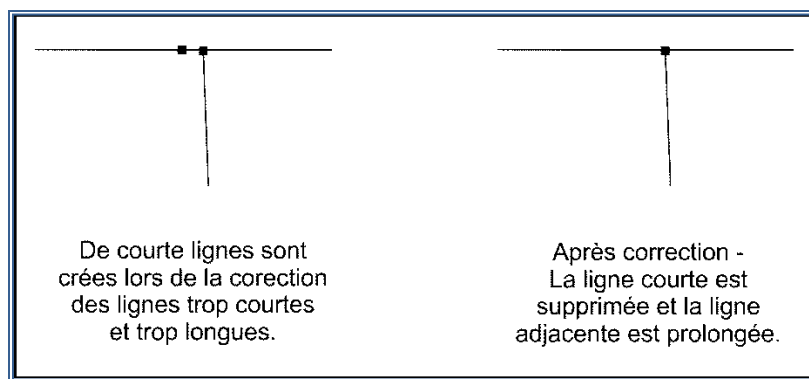 De courte lignes sont
crées lors de la corection
des lignes trop courtes
et trop longues.
Après correction -
La ligne courte est
supprimée et la ligne
adjacente est prolongée.